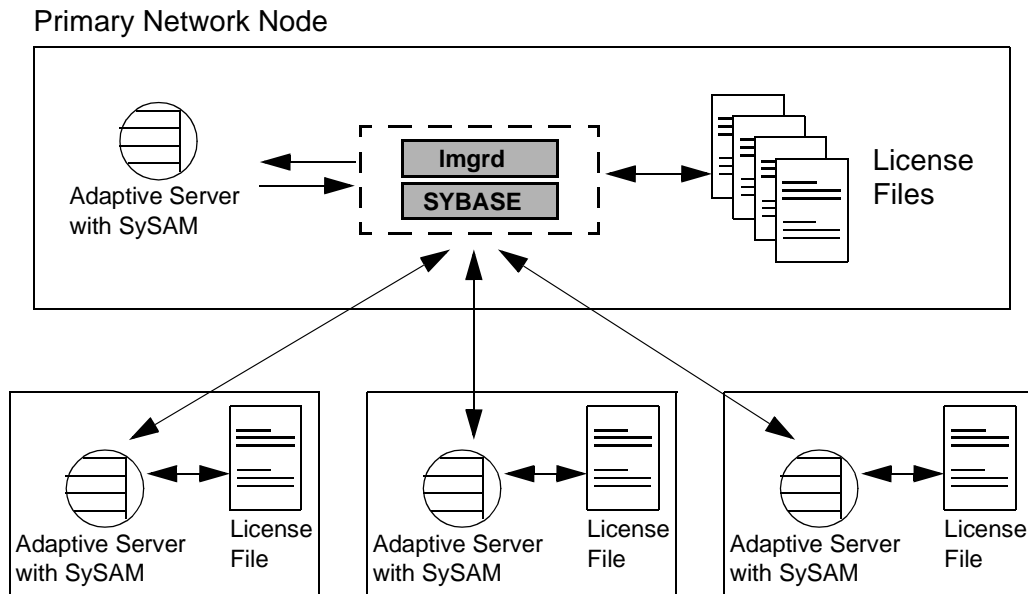 Primary Network Node
lmgrd
SYBASE
Adaptive Server
with SySAM
License
Files
Adaptive Server
with SySAM
License
File
Adaptive Server
with SySAM
License
File
Adaptive Server
with SySAM
License
File